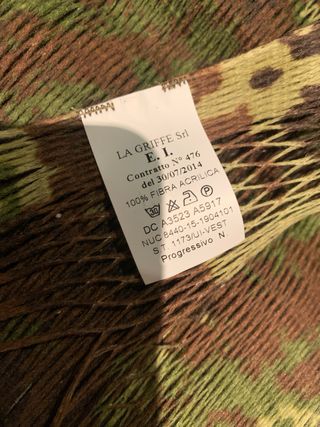 LA GRIFFE Srl
E. I.
Contratto N° 476
del 30/07/2014
100% FIBRA ACRILICA
DC A3523 A5917
NUC 8440-15-1904101
S.T. 1173/UI-VEST
Progressivo N.